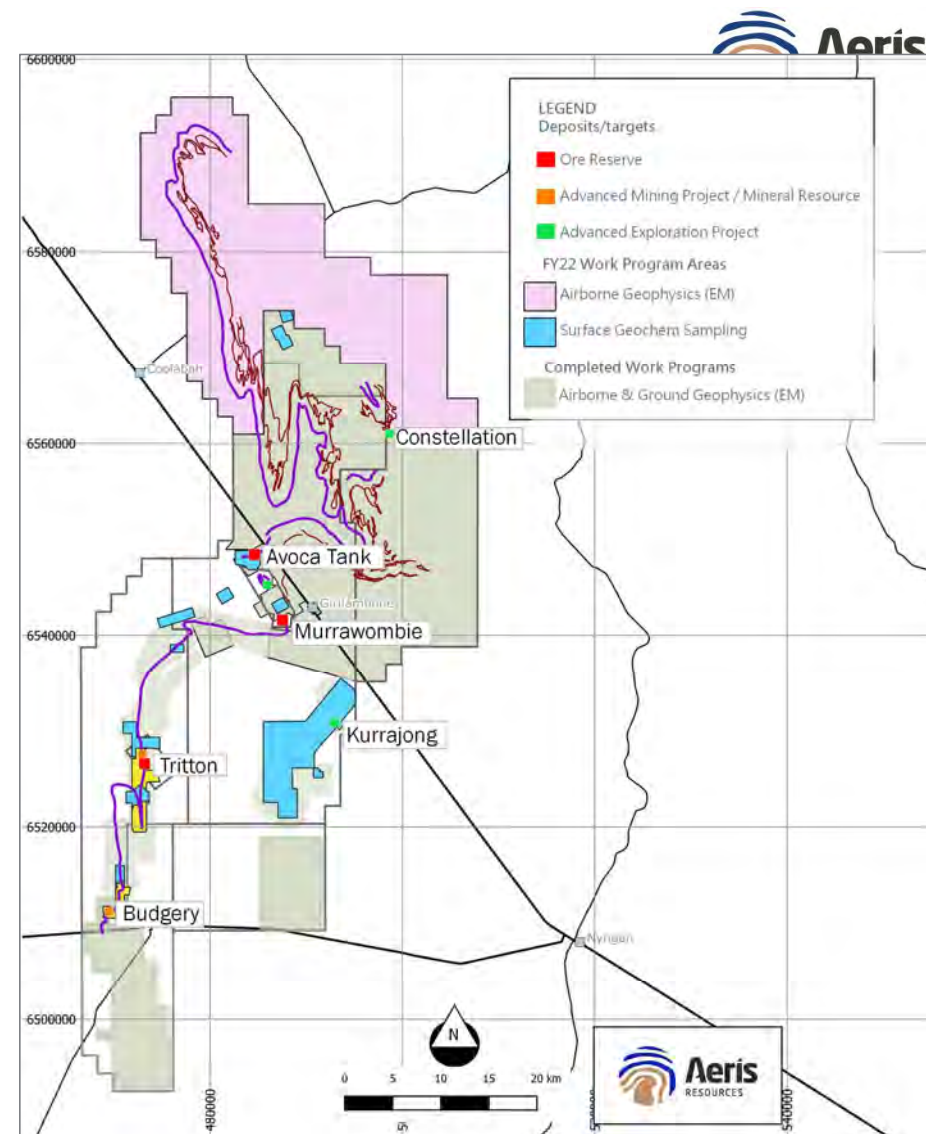 Aeris
6600000
LEGEND
Deposits/targets
Ore Reserve
Advanced Mining Project / Mineral Resource
Advanced Exploration Project
FY22 Work Program Areas
Airborne Geophysics (EM)
Surface Geochem Sampling
Completed Work Programs
Airborne & Ground Geophysics (EM)
6580000
Coolabah
6560000
Constellation
Avoca Tank
Girilambone
6540000
Murrawombie
Kurrajong
Tritton
6520000
Budgery
Nyngan
6500000
N
0 5 10 15 20 km
480000
540000
Aeris
RESOURCES